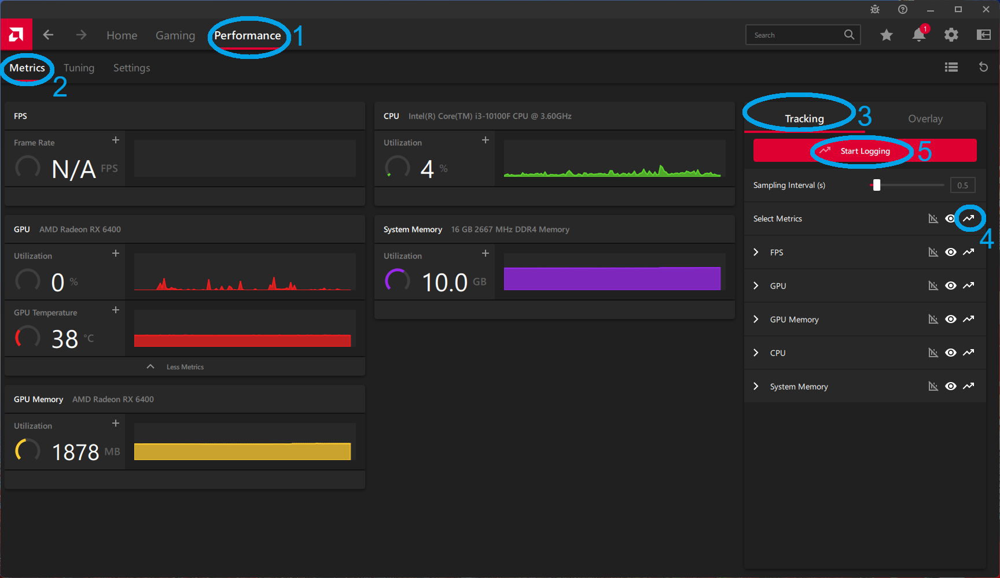 Home
Gaming
Performance
1
Search
1
Metrics
2
Tuning
Settings
FPS
Frame Rate
N/A FPS
CPU Intel(R) Core(TM) i3-10100F CPU @ 3.60GHz
Utilization
4 %
GPU AMD Radeon RX 6400
Utilization
0 %
GPU Temperature
38 °C
Less Metrics
System Memory 16 GB 2667 MHz DDR4 Memory
Utilization
10.0 GB
GPU Memory AMD Radeon RX 6400
Utilization
1878 MB
Tracking
3
Overlay
Start Logging
5
Sampling Interval (s)
0.5
Select Metrics
4
FPS
GPU
GPU Memory
CPU
System Memory